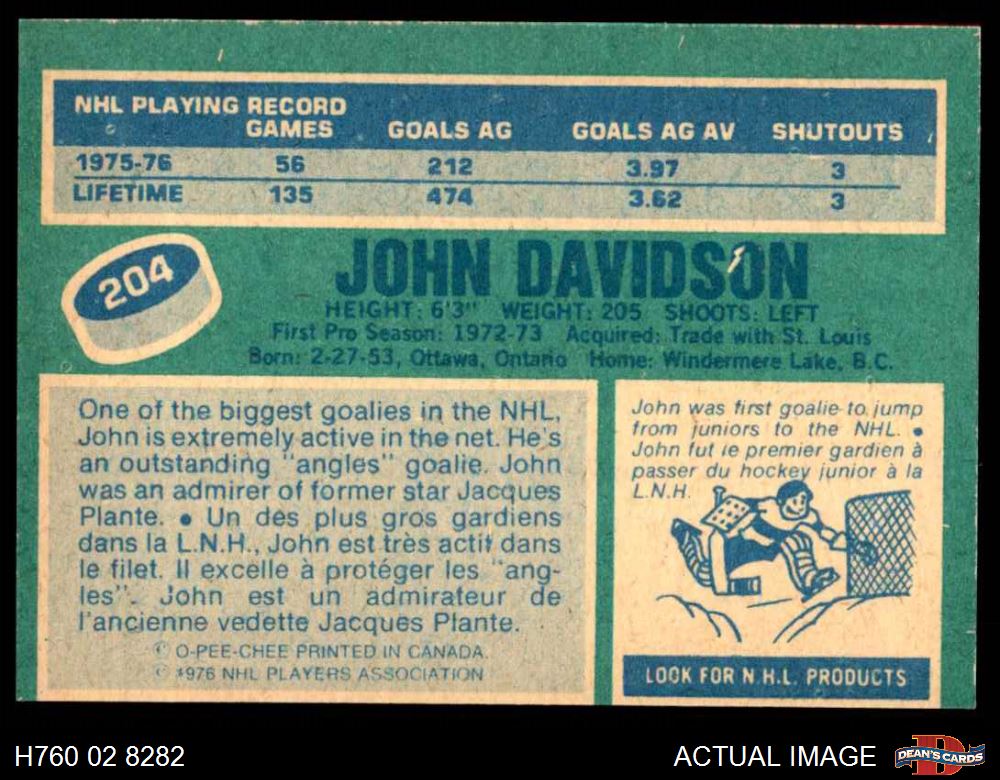 NHL PLAYING RECORD
GAMES GOALS AG GOALS AG AV SHUTOUTS
1975-76 56 212 3.97 3
LIFETIME 135 474 3.62 3
204
JOHN DAVIDSON
HEIGHT: 6'3" WEIGHT: 205 SHOOTS: LEFT
First Pro Season: 1972-73 Acquired: Trade with St. Louis
Born: 2-27-53, Ottawa, Ontario Home: Windermere Lake, B.C.
One of the biggest goalies in the NHL,
John is extremely active in the net. He's
an outstanding "angles" goalie. John
was an admirer of former star Jacques
Plante. • Un des plus gros gardiens
dans la L.N.H., John est très actif dans
le filet. Il excelle à protéger les "ang-
les". John est un admirateur de
l'ancienne vedette Jacques Plante.
© O-PEE-CHEE PRINTED IN CANADA.
© 1976 NHL PLAYERS ASSOCIATION
John was first goalie to jump
from juniors to the NHL. •
John fut le premier gardien à
passer du hockey junior à la
L.N.H.
LOOK FOR N.H.L. PRODUCTS
H760 02 8282
ACTUAL IMAGE
D
DEAN'S CARDS